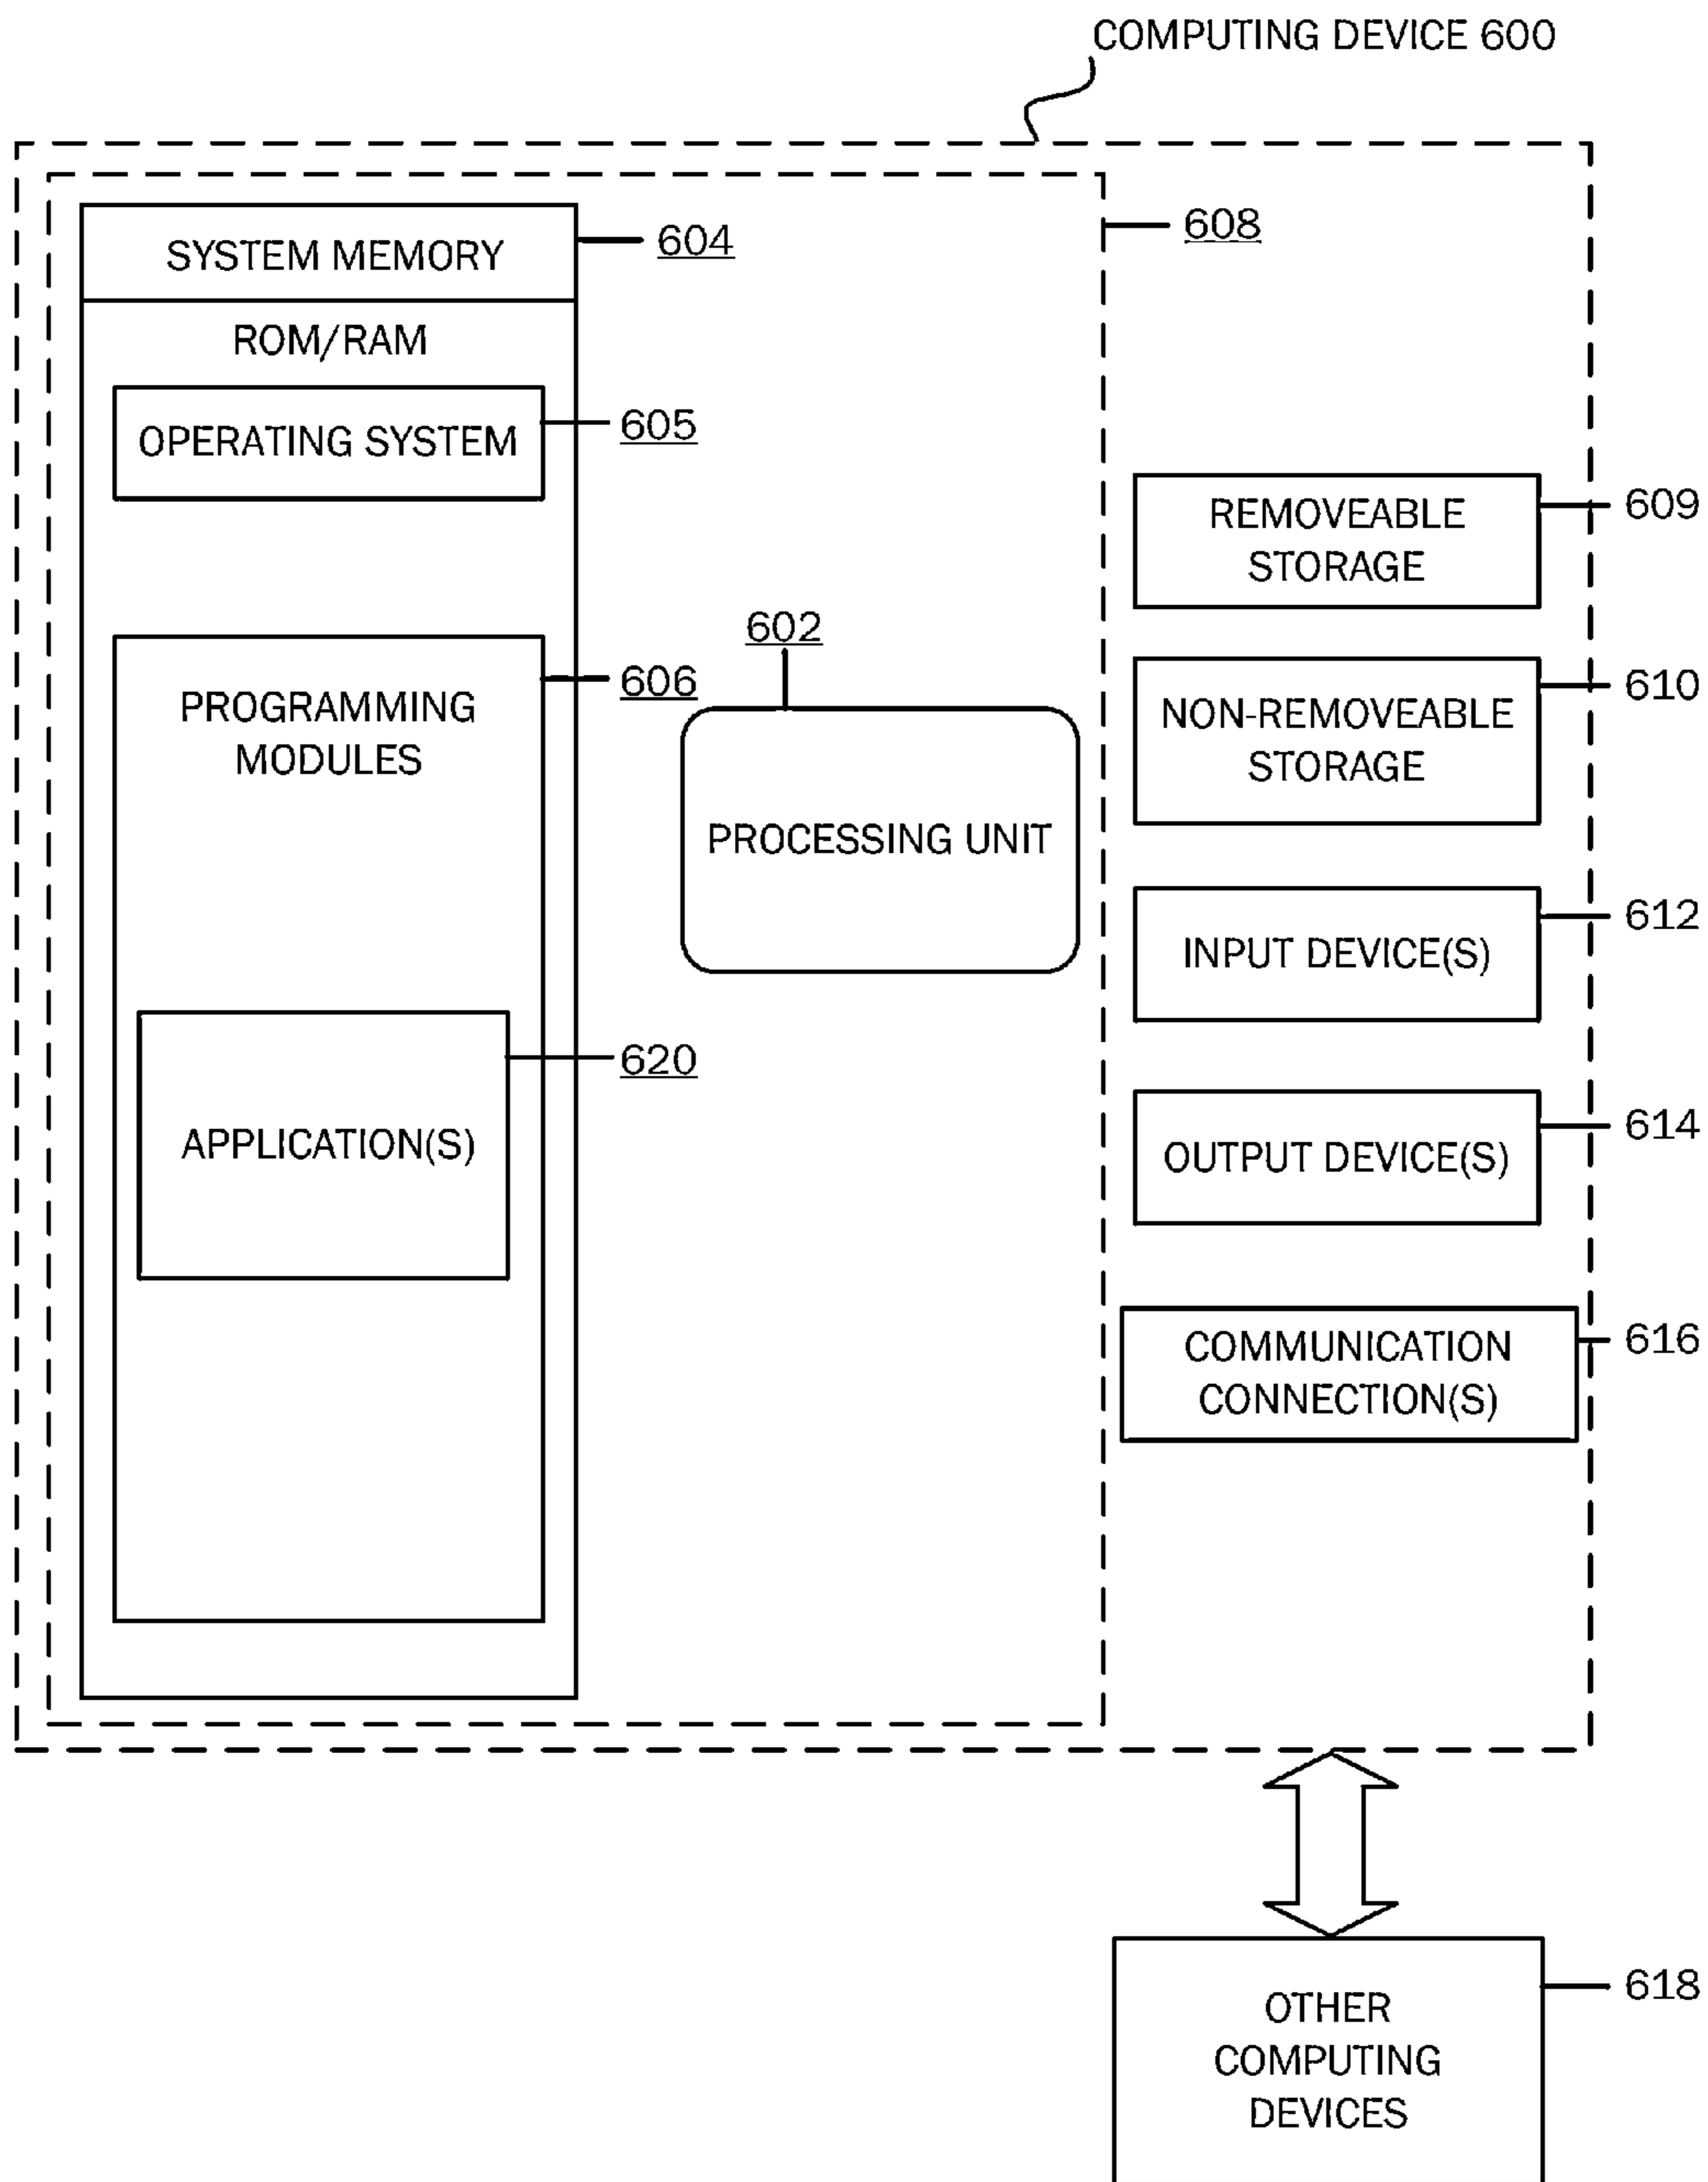 COMPUTING DEVICE 600
608
SYSTEM MEMORY
604
ROM/RAM
OPERATING SYSTEM
605
PROGRAMMING
MODULES
606
APPLICATION(S)
620
602
PROCESSING UNIT
REMOVEABLE
STORAGE
609
NON-REMOVEABLE
STORAGE
610
INPUT DEVICE(S)
612
OUTPUT DEVICE(S)
614
COMMUNICATION
CONNECTION(S)
616
OTHER
COMPUTING
DEVICES
618